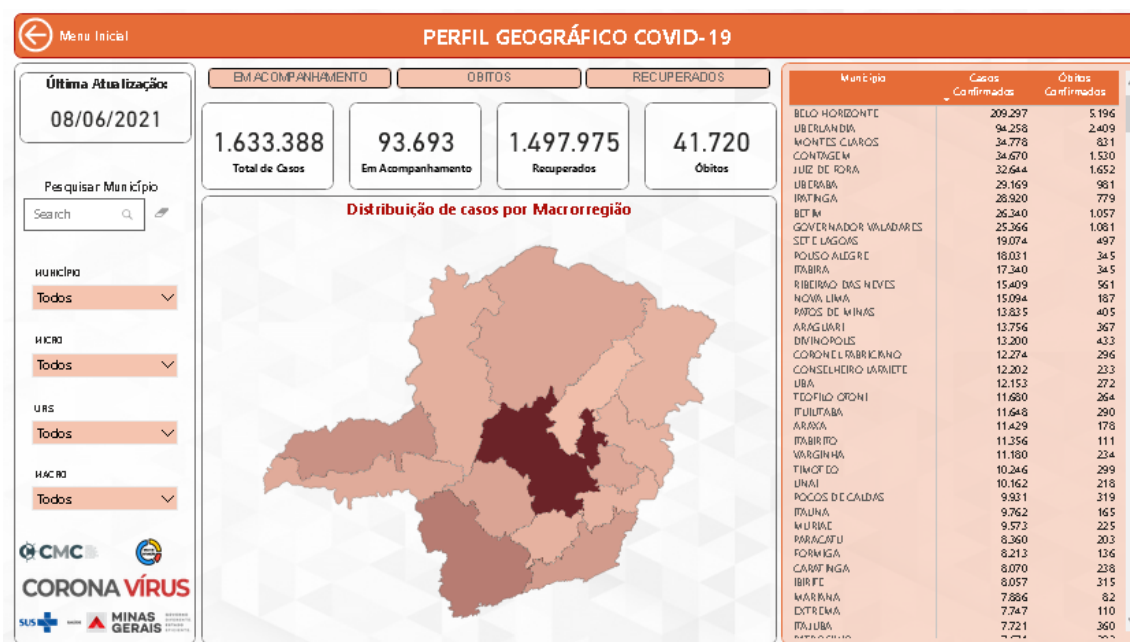 Menu Inicial
PERFIL GEOGRÁFICO COVID-19
Última Atualização:
08/06/2021
Pesquisar Município
Search
MUNICÍPIO
Todos
MICRO
Todos
URS
Todos
MACRO
Todos
CMC
CORONA VÍRUS
SUS
MINAS GERAIS
EM ACOMPANHAMENTO
OBITOS
RECUPERADOS
1.633.388
Total de Casos
93.693
Em Acompanhamento
1.497.975
Recuperados
41.720
Óbitos
Distribuição de casos por Macrorregião
Município Casos Confirmados Óbitos Confirmados
BELO HORIZONTE 209.297 5.196
UBERLANDIA 94.258 2.409
MONTES CLAROS 34.778 831
CONTAGEM 34.670 1.530
JUIZ DE FORA 32.644 1.652
UBERABA 29.169 981
IPATINGA 28.920 779
BETIM 26.340 1.057
GOVERNADOR VALADARES 25.366 1.081
SETE LAGOAS 19.074 497
POUSO ALEGRE 18.031 345
ITABIRA 17.340 345
RIBEIRAO DAS NEVES 15.409 561
NOVA LIMA 15.094 187
PATOS DE MINAS 13.835 405
ARAGUARI 13.756 367
DIVINOPOLIS 13.200 433
CORONEL FABRICIANO 12.274 296
CONSELHEIRO LAFAIETE 12.202 233
UBA 12.153 272
TEOFILO OTONI 11.680 264
ITUIUTABA 11.648 290
ARAXA 11.429 178
ITABIRITO 11.356 111
VARGINHA 11.180 234
TIMOTEO 10.246 299
UNAI 10.162 218
POCOS DE CALDAS 9.931 319
ITAUNA 9.762 165
MURIAE 9.573 225
PARACATU 8.360 203
FORMIGA 8.213 136
CARATINGA 8.070 238
IBIRITE 8.057 315
MARIANA 7.886 82
EXTREMA 7.747 110
ITAJUBA 7.721 360